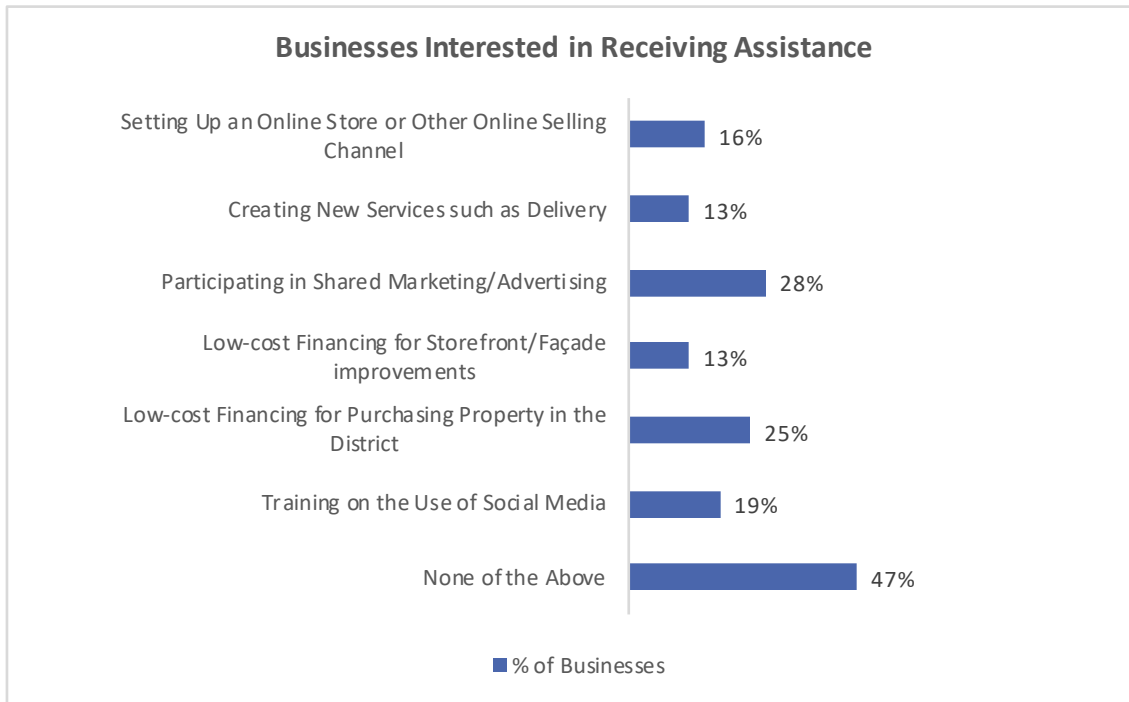 Businesses Interested in Receiving Assistance
Setting Up an Online Store or Other Online Selling
Channel
16%
Creating New Services such as Delivery
13%
Participating in Shared Marketing/Advertising
28%
Low-cost Financing for Storefront/Façade
improvements
13%
Low-cost Financing for Purchasing Property in the
District
25%
Training on the Use of Social Media
19%
None of the Above
47%
% of Businesses